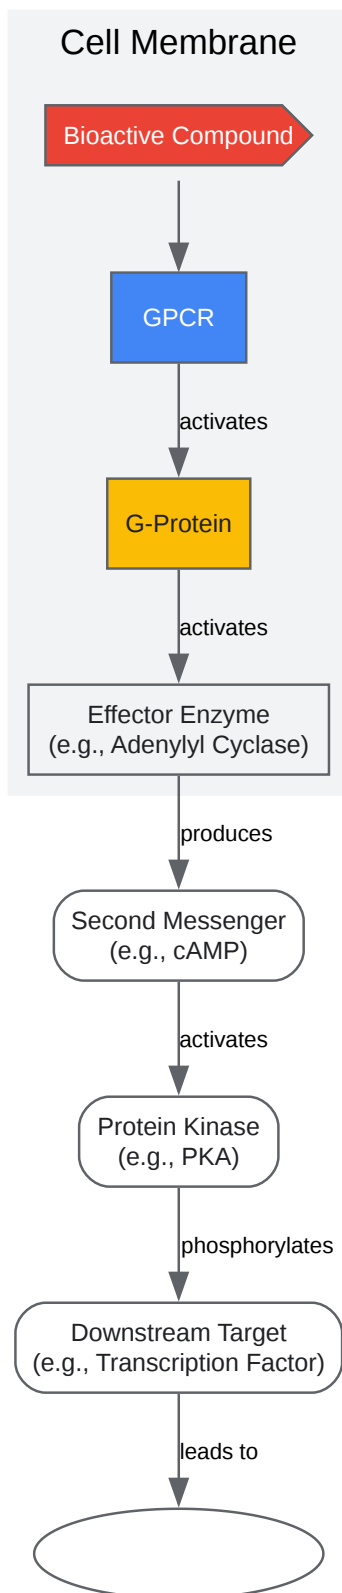 Cell Membrane
Bioactive Compound
GPCR
activates
G-Protein
activates
Effector Enzyme
(e.g., Adenylyl Cyclase)
produces
Second Messenger
(e.g., cAMP)
activates
Protein Kinase
(e.g., PKA)
phosphorylates
Downstream Target
(e.g., Transcription Factor)
leads to